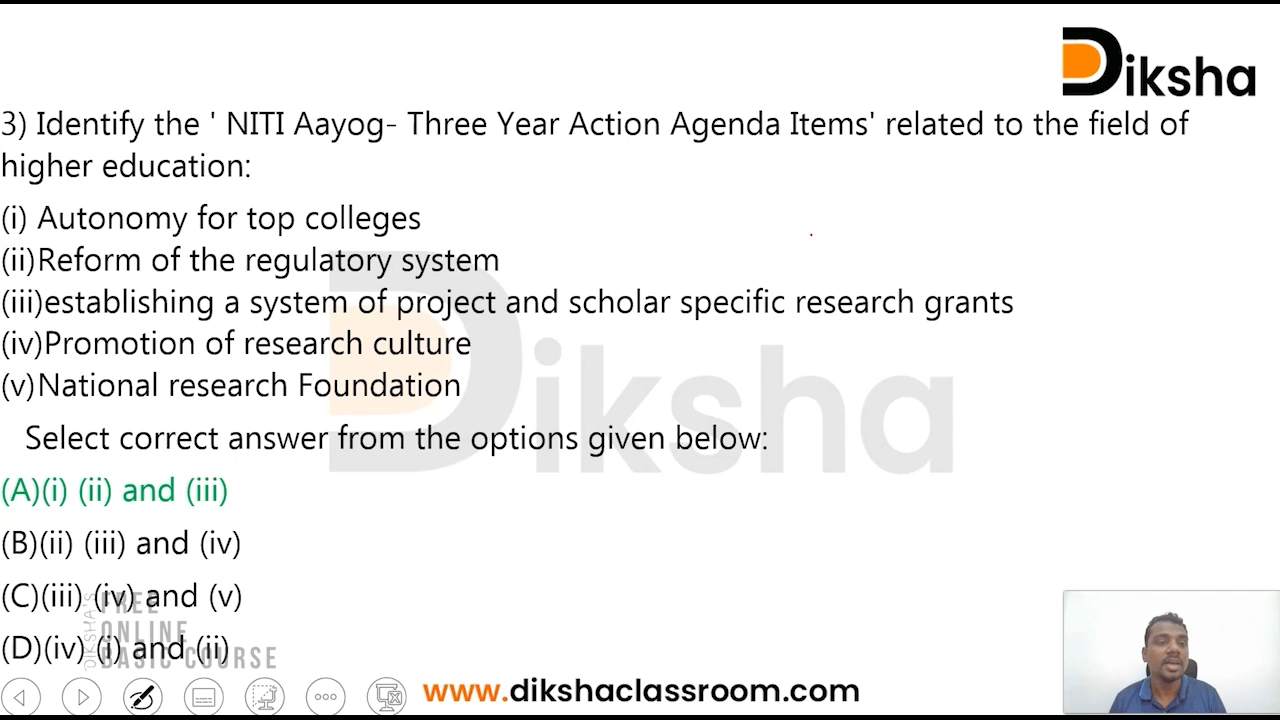 Diksha
3) Identify the ' NITI Aayog- Three Year Action Agenda Items' related to the field of
higher education:
(i) Autonomy for top colleges
(ii)Reform of the regulatory system
(iii)establishing a system of project and scholar specific research grants
(iv)Promotion of research culture
(v)National research Foundation
Diksha
Select correct answer from the options given below:
(A)(i) (ii) and (iii)
(B)(ii) (iii) and (iv)
(C)(iii) (iv) and (v)
(D)(iv) (i) and (ii)
DIKSHA'S
FREE
ONLINE
BASIC COURSE
www.dikshaclassroom.com